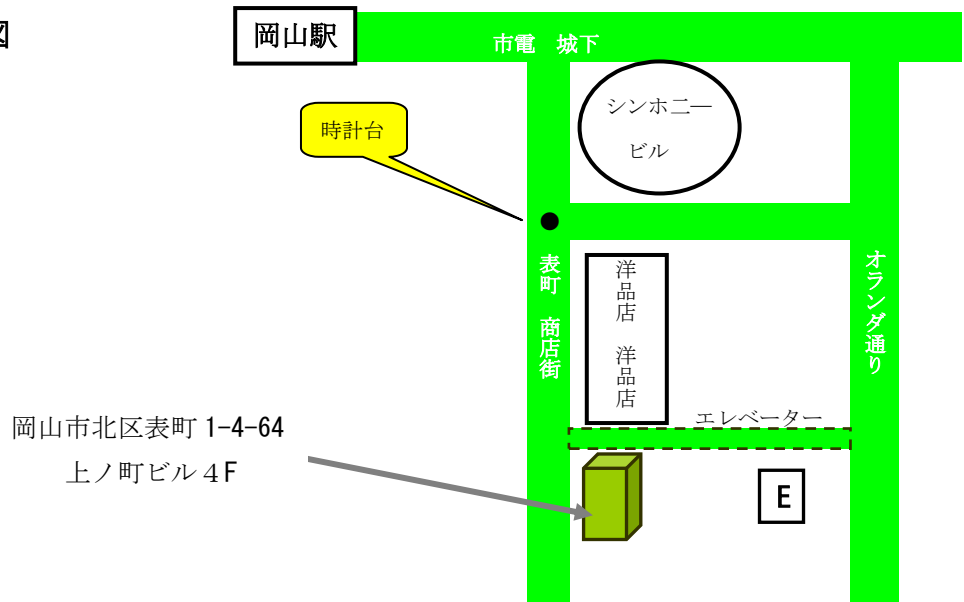 図
岡山駅
市電 城下
シンホ二―
ビル
時計台
表町 商店街
洋品店 洋品店
オランダ通り
エレベーター
岡山市北区表町 1-4-64
上ノ町ビル４F
E